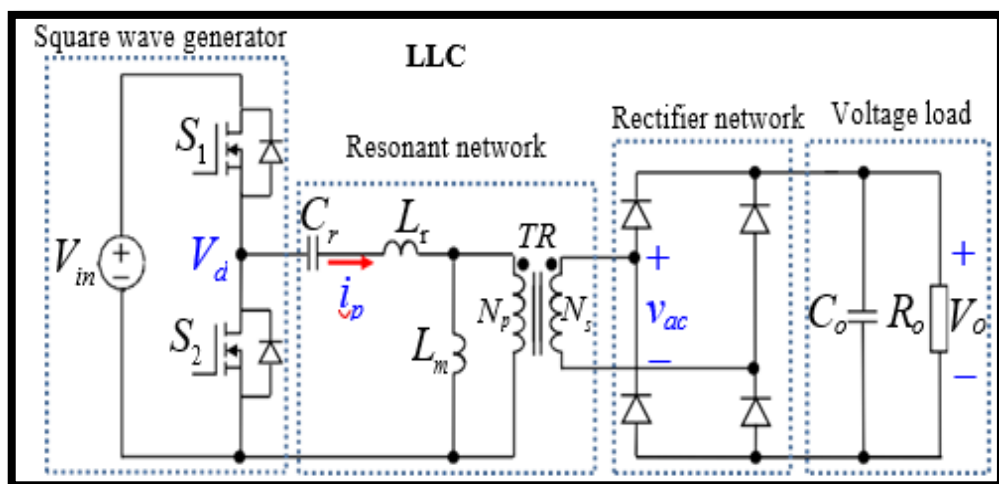 Square wave generator
LLC
Resonant network
Rectifier network
Voltage load
S1
S2
Vin
Vd
Cr
Lr
ip
Lm
TR
Np
Ns
+
vac
−
Co
Ro
+
Vo
−